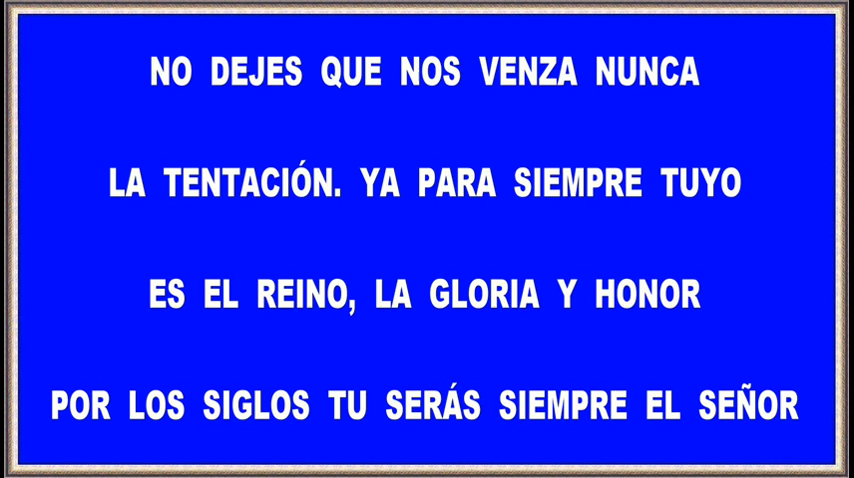 NO DEJES QUE NOS VENZA NUNCA
LA TENTACIÓN. YA PARA SIEMPRE TUYO
ES EL REINO, LA GLORIA Y HONOR
POR LOS SIGLOS TU SERÁS SIEMPRE EL SEÑOR